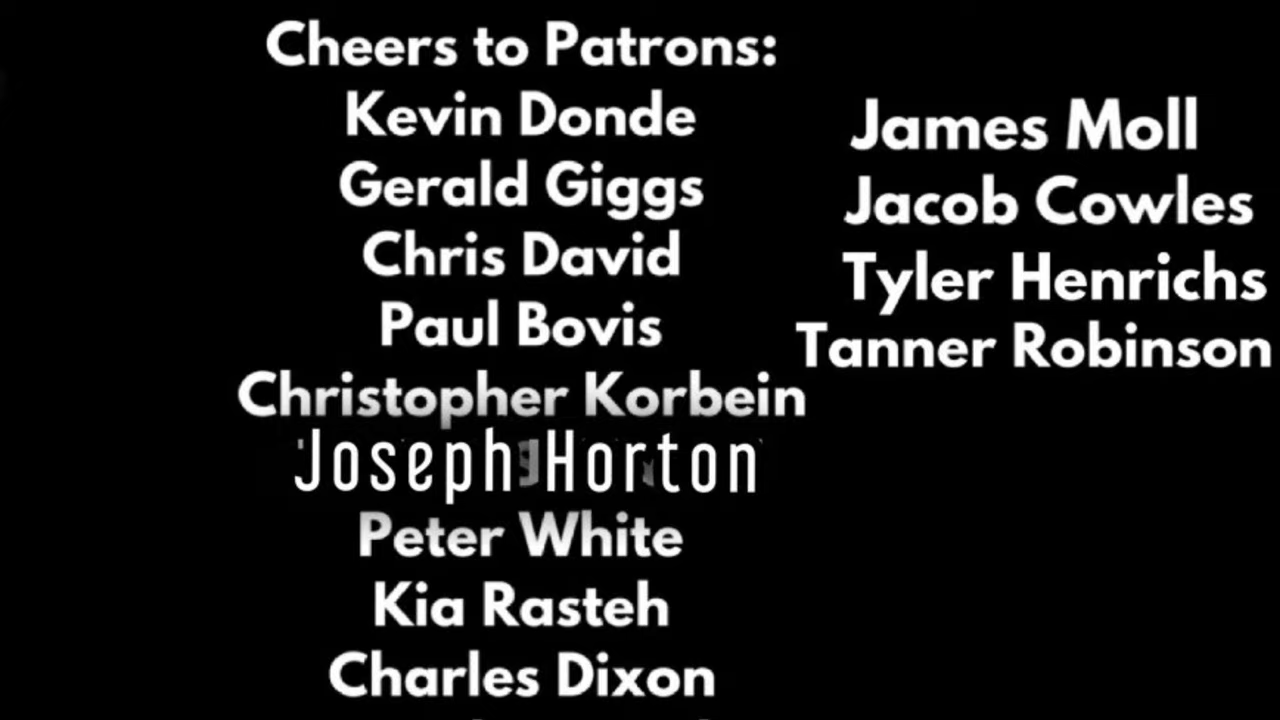 Cheers to Patrons:
Kevin Donde
Gerald Giggs
Chris David
Paul Bovis
Christopher Korbein
Joseph Horton
Peter White
Kia Rasteh
Charles Dixon
James Moll
Jacob Cowles
Tyler Henrichs
Tanner Robinson